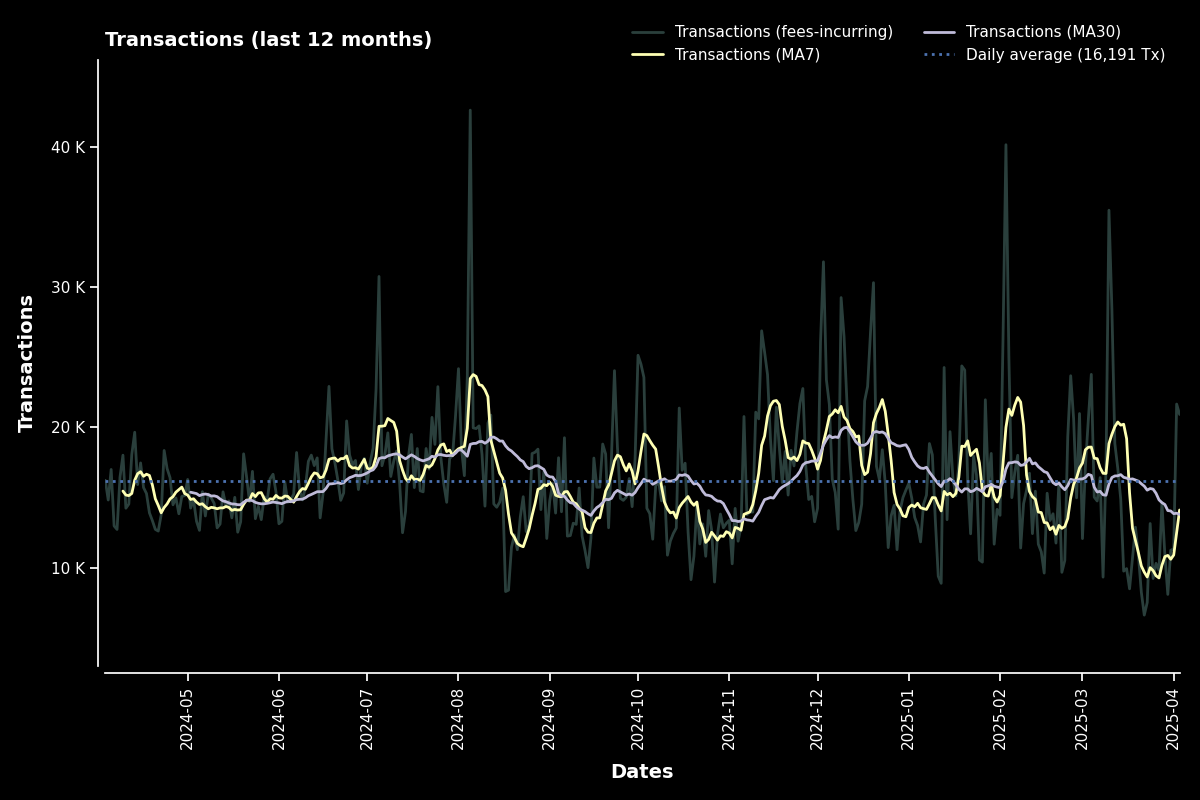 Transactions (last 12 months)
Transactions (fees-incurring)
Transactions (MA7)
Transactions (MA30)
Daily average (16,191 Tx)
Transactions
40 K
30 K
20 K
10 K
2024-05
2024-06
2024-07
2024-08
2024-09
2024-10
2024-11
2024-12
2025-01
2025-02
2025-03
2025-04
Dates